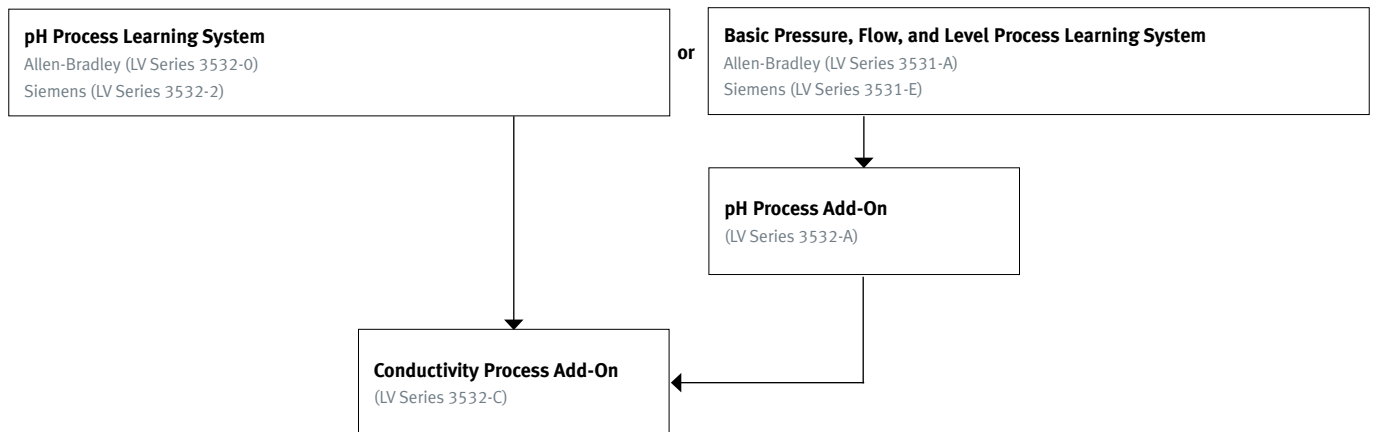 pH Process Learning System
Allen-Bradley (LV Series 3532-0)
Siemens (LV Series 3532-2)
or
Basic Pressure, Flow, and Level Process Learning System
Allen-Bradley (LV Series 3531-A)
Siemens (LV Series 3531-E)
pH Process Add-On
(LV Series 3532-A)
Conductivity Process Add-On
(LV Series 3532-C)